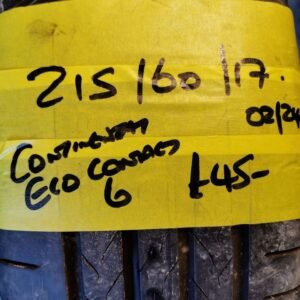 215/60/17.
02/24
CONTINENTAL
ECO CONTACT
6
£45-